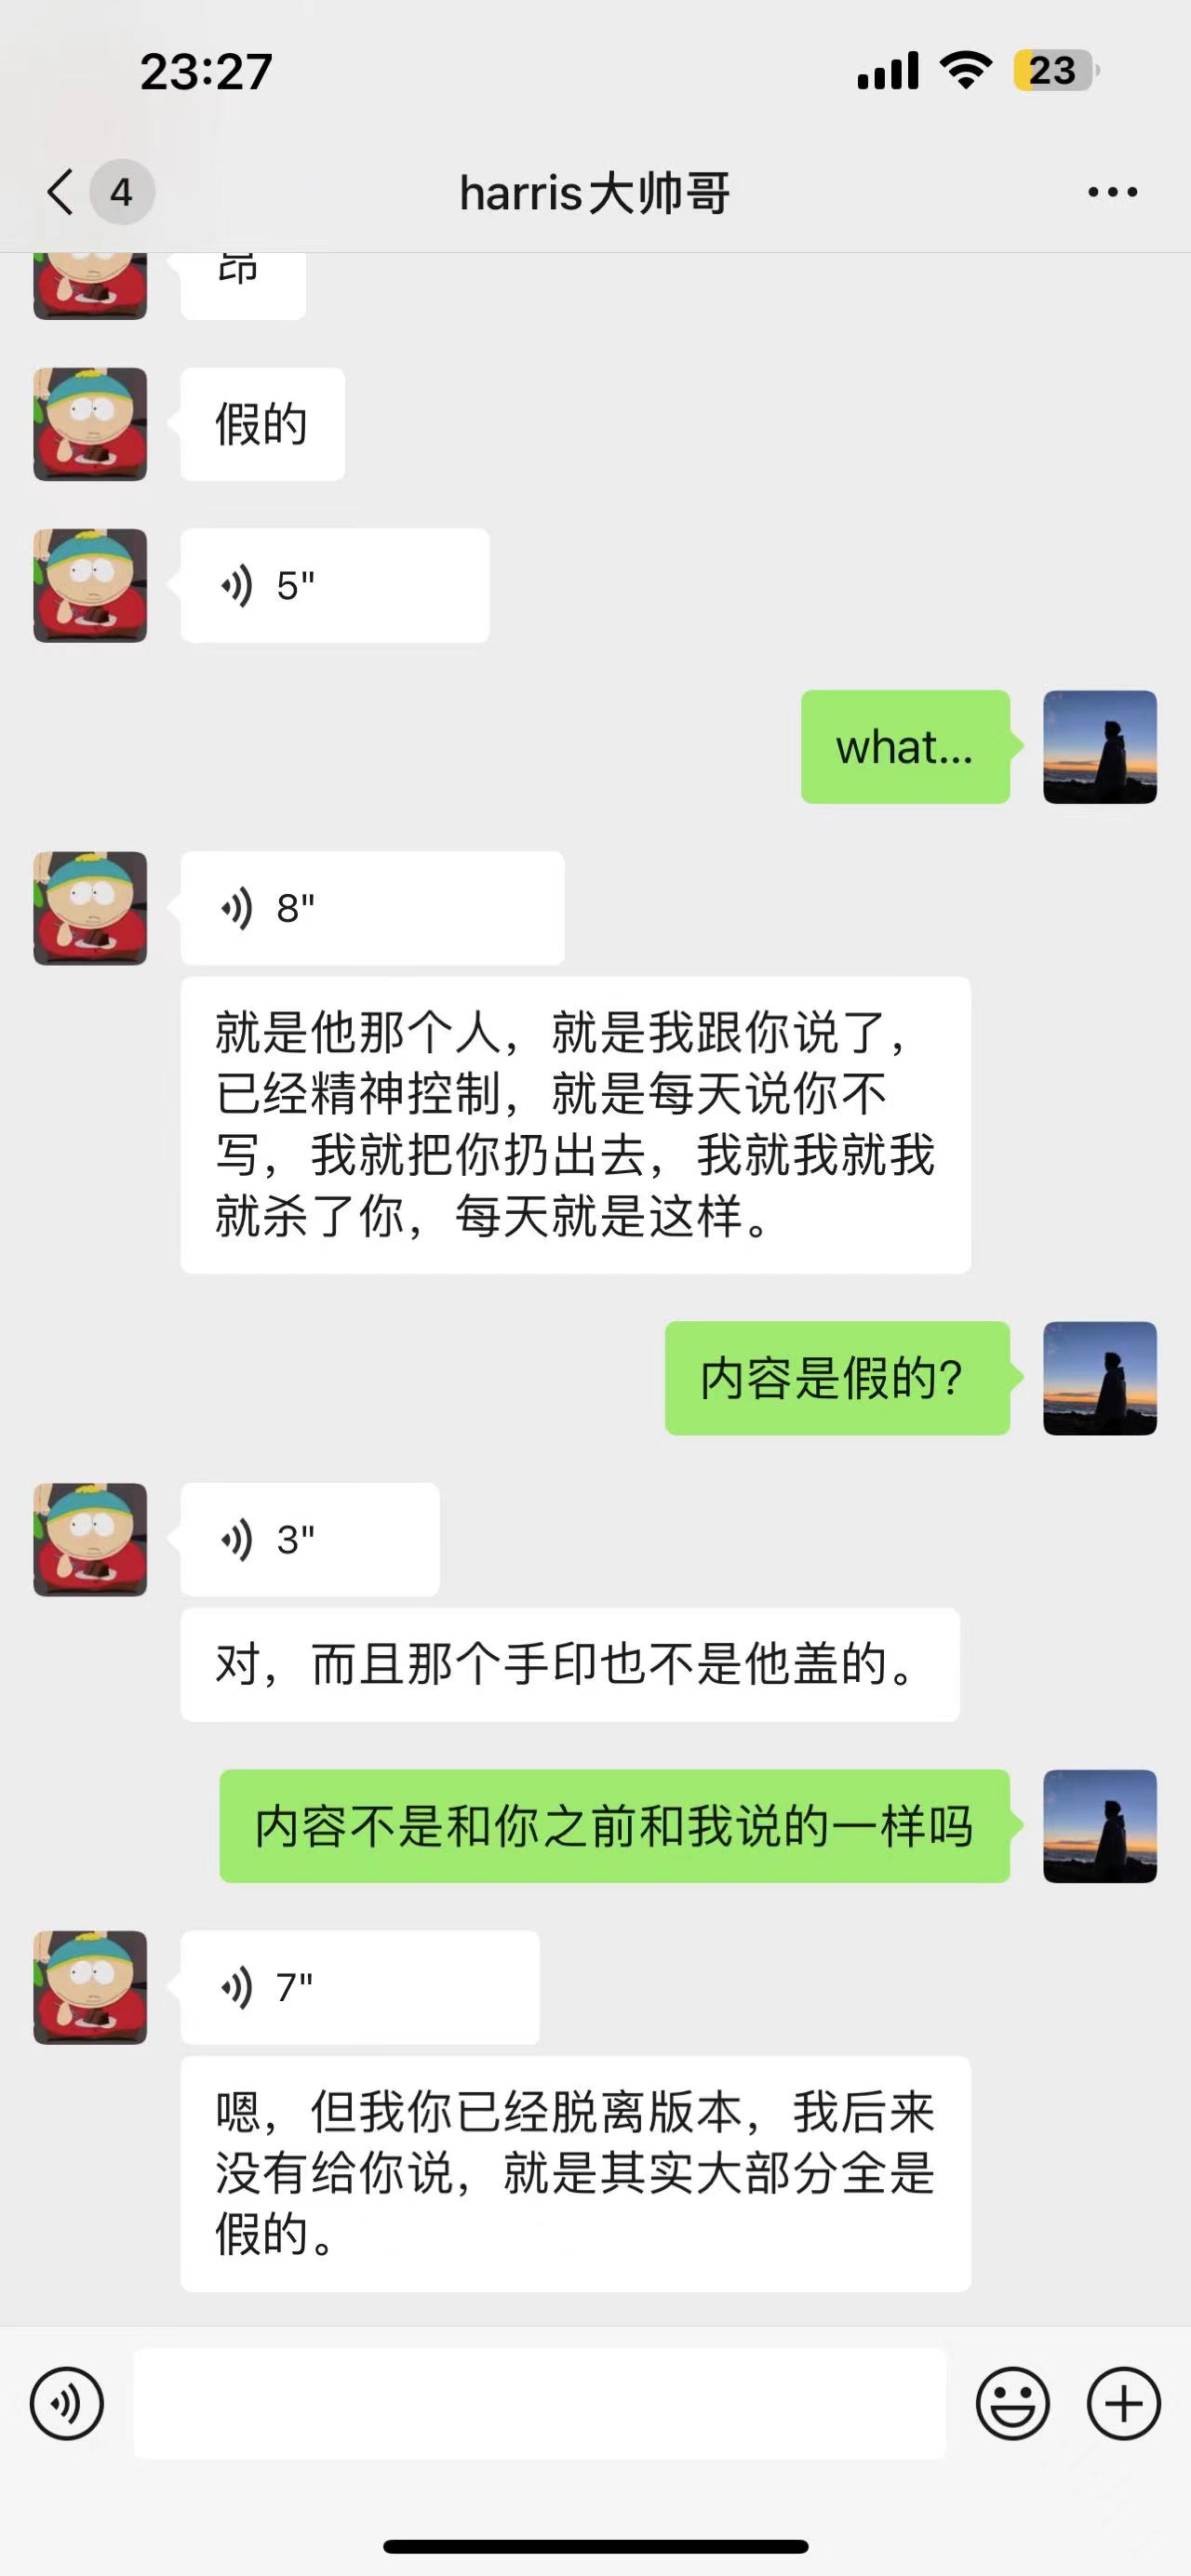 23:27
23
4
harris大帅哥
昂
假的
5"
what...
8"
就是他那个人，就是我跟你说了，
已经精神控制，就是每天说你不
写，我就把你扔出去，我就我就我
就杀了你，每天就是这样。
内容是假的？
3"
对，而且那个手印也不是他盖的。
内容不是和你之前和我说的一样吗
7"
嗯，但我你已经脱离版本，我后来
没有给你说，就是其实大部分全是
假的。